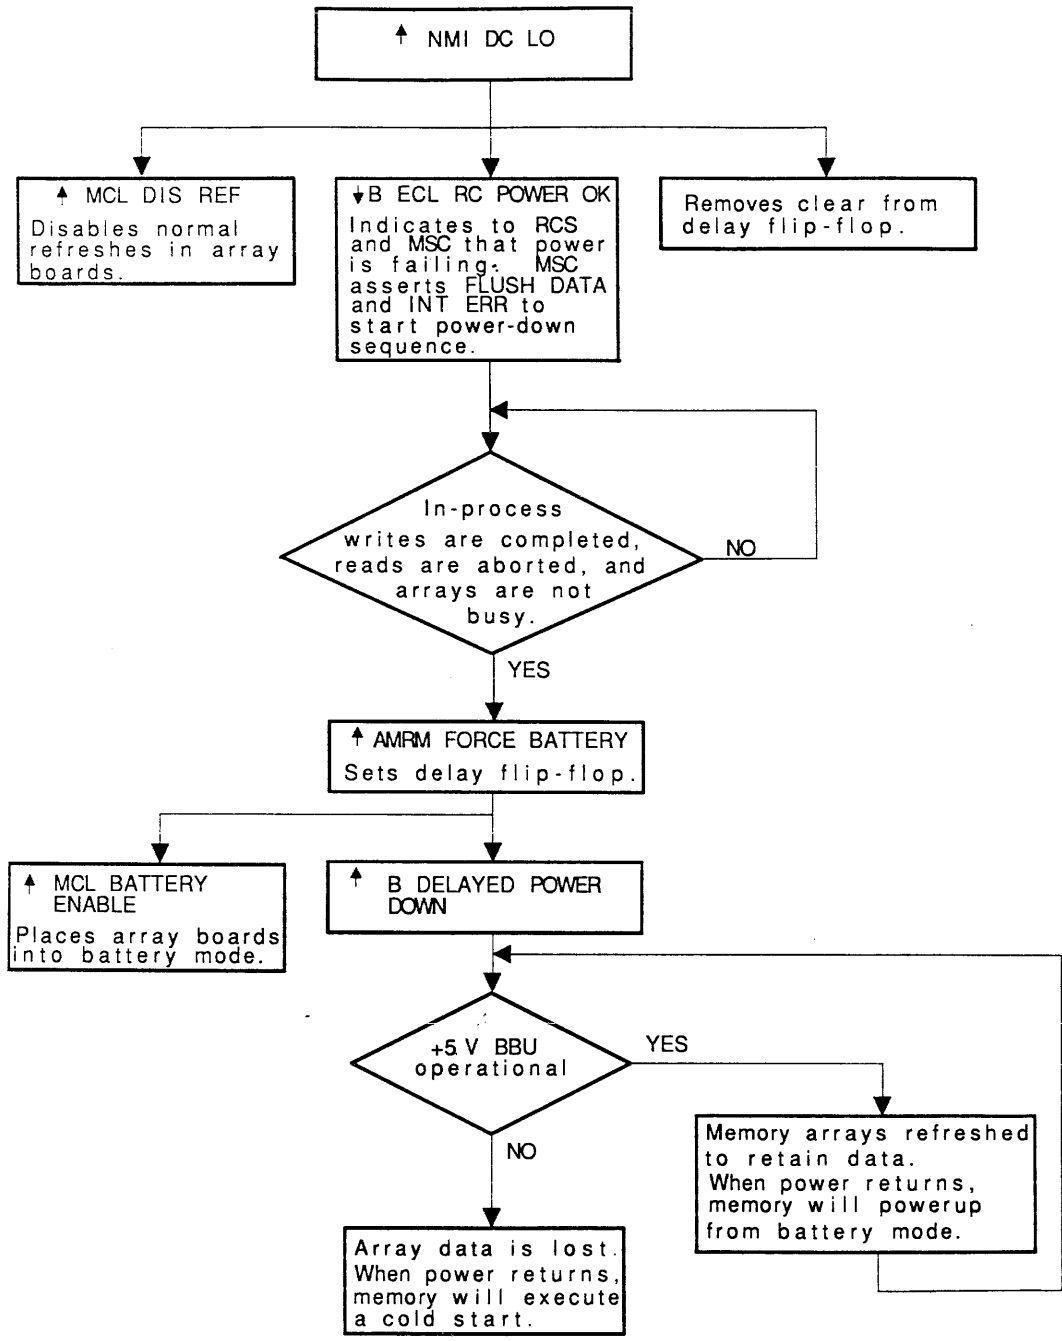 ↑ NMI DC LO
↑ MCL DIS REF
Disables normal
refreshes in array
boards.
↓B ECL RC POWER OK
Indicates to RCS
and MSC that power
is failing. MSC
asserts FLUSH DATA
and INT ERR to
start power-down
sequence.
Removes clear from
delay flip-flop.
In-process
writes are completed,
reads are aborted, and
arrays are not
busy.
NO
YES
↑ AMRM FORCE BATTERY
Sets delay flip-flop.
↑ MCL BATTERY
ENABLE
Places array boards
into battery mode.
↑ B DELAYED POWER
DOWN
+5 V BBU
operational
YES
NO
Memory arrays refreshed
to retain data.
When power returns,
memory will powerup
from battery mode.
Array data is lost.
When power returns,
memory will execute
a cold start.